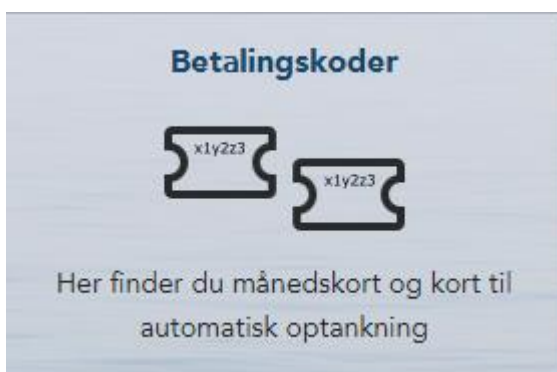 Betalingskoder
x1y2z3
x1y2z3
Her finder du månedskort og kort til
automatisk optankning